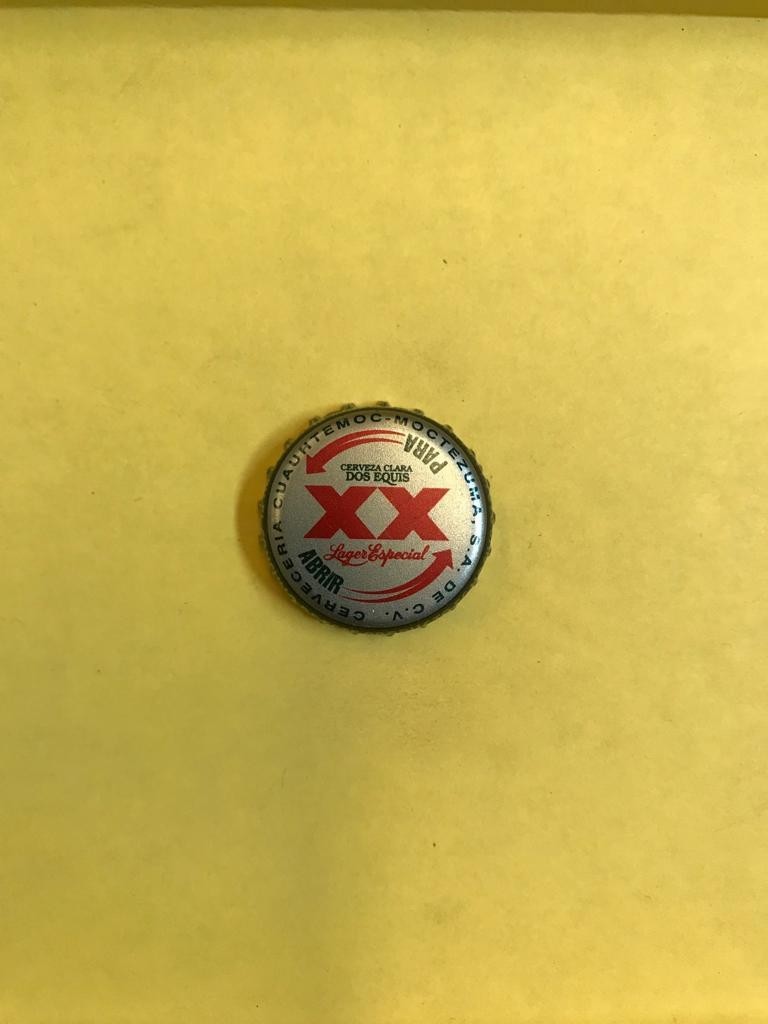 CERVECERIA CUAUHTEMOC-MOCTEZUMA, S.A. DE C.V.
PARA
CERVEZA CLARA
DOS EQUIS
XX
Lager Especial
ABRIR